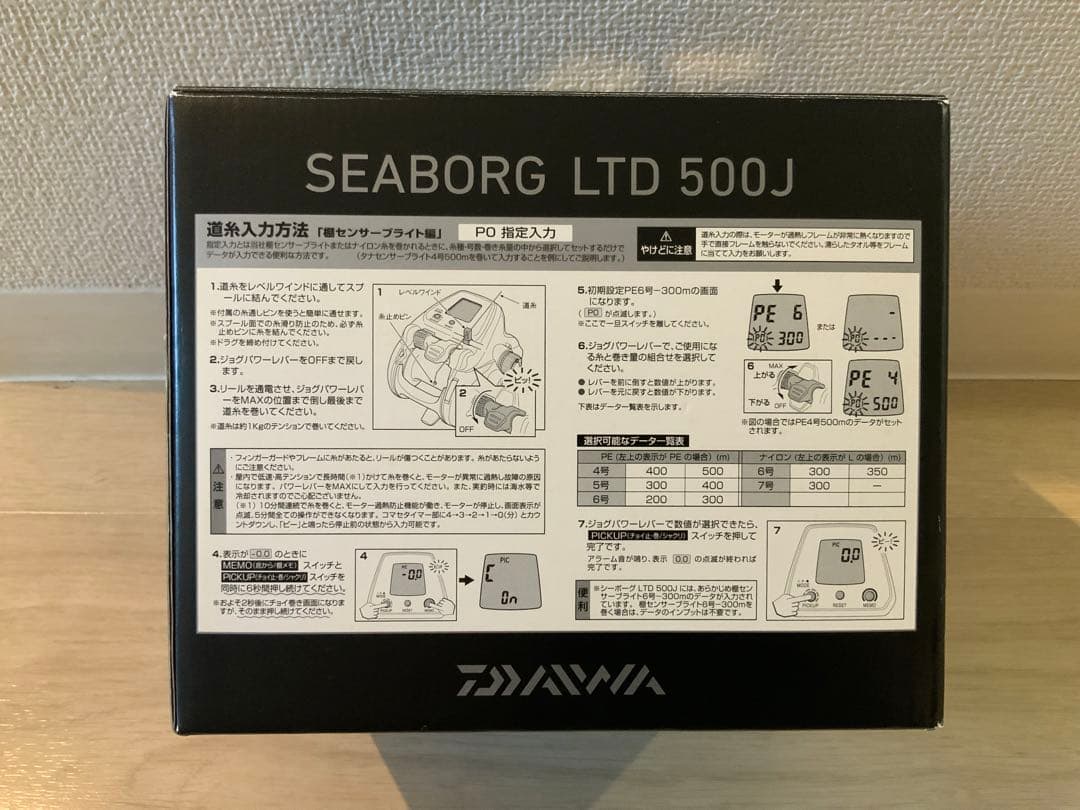 SEABORG LTD 500J
道糸入力方法 「棚センサーブライト編」 PO 指定入力
指定入力とは当社棚センサーブライトまたはナイロン糸を巻かれるときに、糸種・号数・巻き糸量の中から選択してセットするだけで
データが入力できる便利な方法です。 (タナセンサーブライト4号500mを巻いて入力することを例にしてご説明します。)
やけどに注意
道糸入力の際は、モーターが過熱しフレームが非常に熱くなりますので
手で直接フレームを触らないでください。濡らしたタオル等をフレーム
に当てて入力をお願いします。
1.道糸をレベルワインドに通してスプ
ールに結んでください。
※付属の糸通しピンを使うと簡単に通せます。
※スプール面での糸滑り防止のため、必ず糸
止めピンに糸を結んでください。
※ドラグを締め付けてください。
2.ジョグパワーレバーをOFFまで戻し
ます。
3.リールを通電させ、ジョグパワーレバ
ーをMAXの位置まで倒し最後まで
道糸を巻いてください。
※道糸は約1Kgのテンションで巻いてください。
1
レベルワインド
糸止めピン
道糸
ピッ!
2
OFF
注意
・フィンガーガードやフレームに糸があたると、リールが傷つくことがあります。糸があたらないよう
にご注意ください。
・屋内で低速・高テンションで長時間(※1)かけて糸を巻くと、モーターが異常に過熱し故障の原因
になります。パワーレバーをMAXにして入力を行ってください。また、実釣時には海水等で
冷却されますのでご心配ございません。
(※1)10分間連続で糸を巻くと、モーター過熱防止機能が働き、モーターが停止し、画面表示が
点滅、5分間全ての操作ができなくなります。コマセタイマー部に4→3→2→1→0(分)とカウ
ントダウンし、「ピー」と鳴ったら停止前の状態から入力可能です。
4.表示が -0.0 のときに
MEMO(底から/棚メモ) スイッチと
PICKUP(チョイ止・巻/シャクリ) スイッチを
同時に6秒間押し続けてください。
※およそ2秒後にチョイ巻き画面になりま
すが、そのまま押し続けてください。
4
PIC
-0.0
MODE
PICKUP
RESET
MEMO
PIC
C
On
5.初期設定PE6号-300mの画面
になります。
( PO が点滅します。)
※ここで一旦スイッチを離してください。
PE 6
PO 300
または
-
PO ----
6.ジョグパワーレバーで、ご使用にな
る糸と巻き量の組合せを選択して
ください。
● レバーを前に倒すと数値が上がります。
● レバーを元に戻すと数値が下がります。
下表はデーター覧表を示します。
6
MAX
上がる
下がる
OFF
PE 4
PO 500
※図の場合ではPE4号500mのデータがセット
されます。
選択可能なデーター覧表
PE (左上の表示が PE の場合) (m) ナイロン (左上の表示が L の場合) (m)
4号 400 500 6号 300 350
5号 300 400 7号 300 —
6号 200 300
7.ジョグパワーレバーで数値が選択できたら、
PICKUP(チョイ止・巻/シャクリ) スイッチを押して
完了です。
アラーム音が鳴り、表示 0.0 の点滅が終われば
完了です。
便利
※シーボーグ LTD 500Jには、あらかじめ棚セン
サーブライト6号-300mのデータが入力され
ています。 棚センサーブライト6号-300mを
巻く場合は、データのインプットは不要です。
7
PIC
0.0
ピー!
MODE
PICKUP
RESET
MEMO
DAIWA